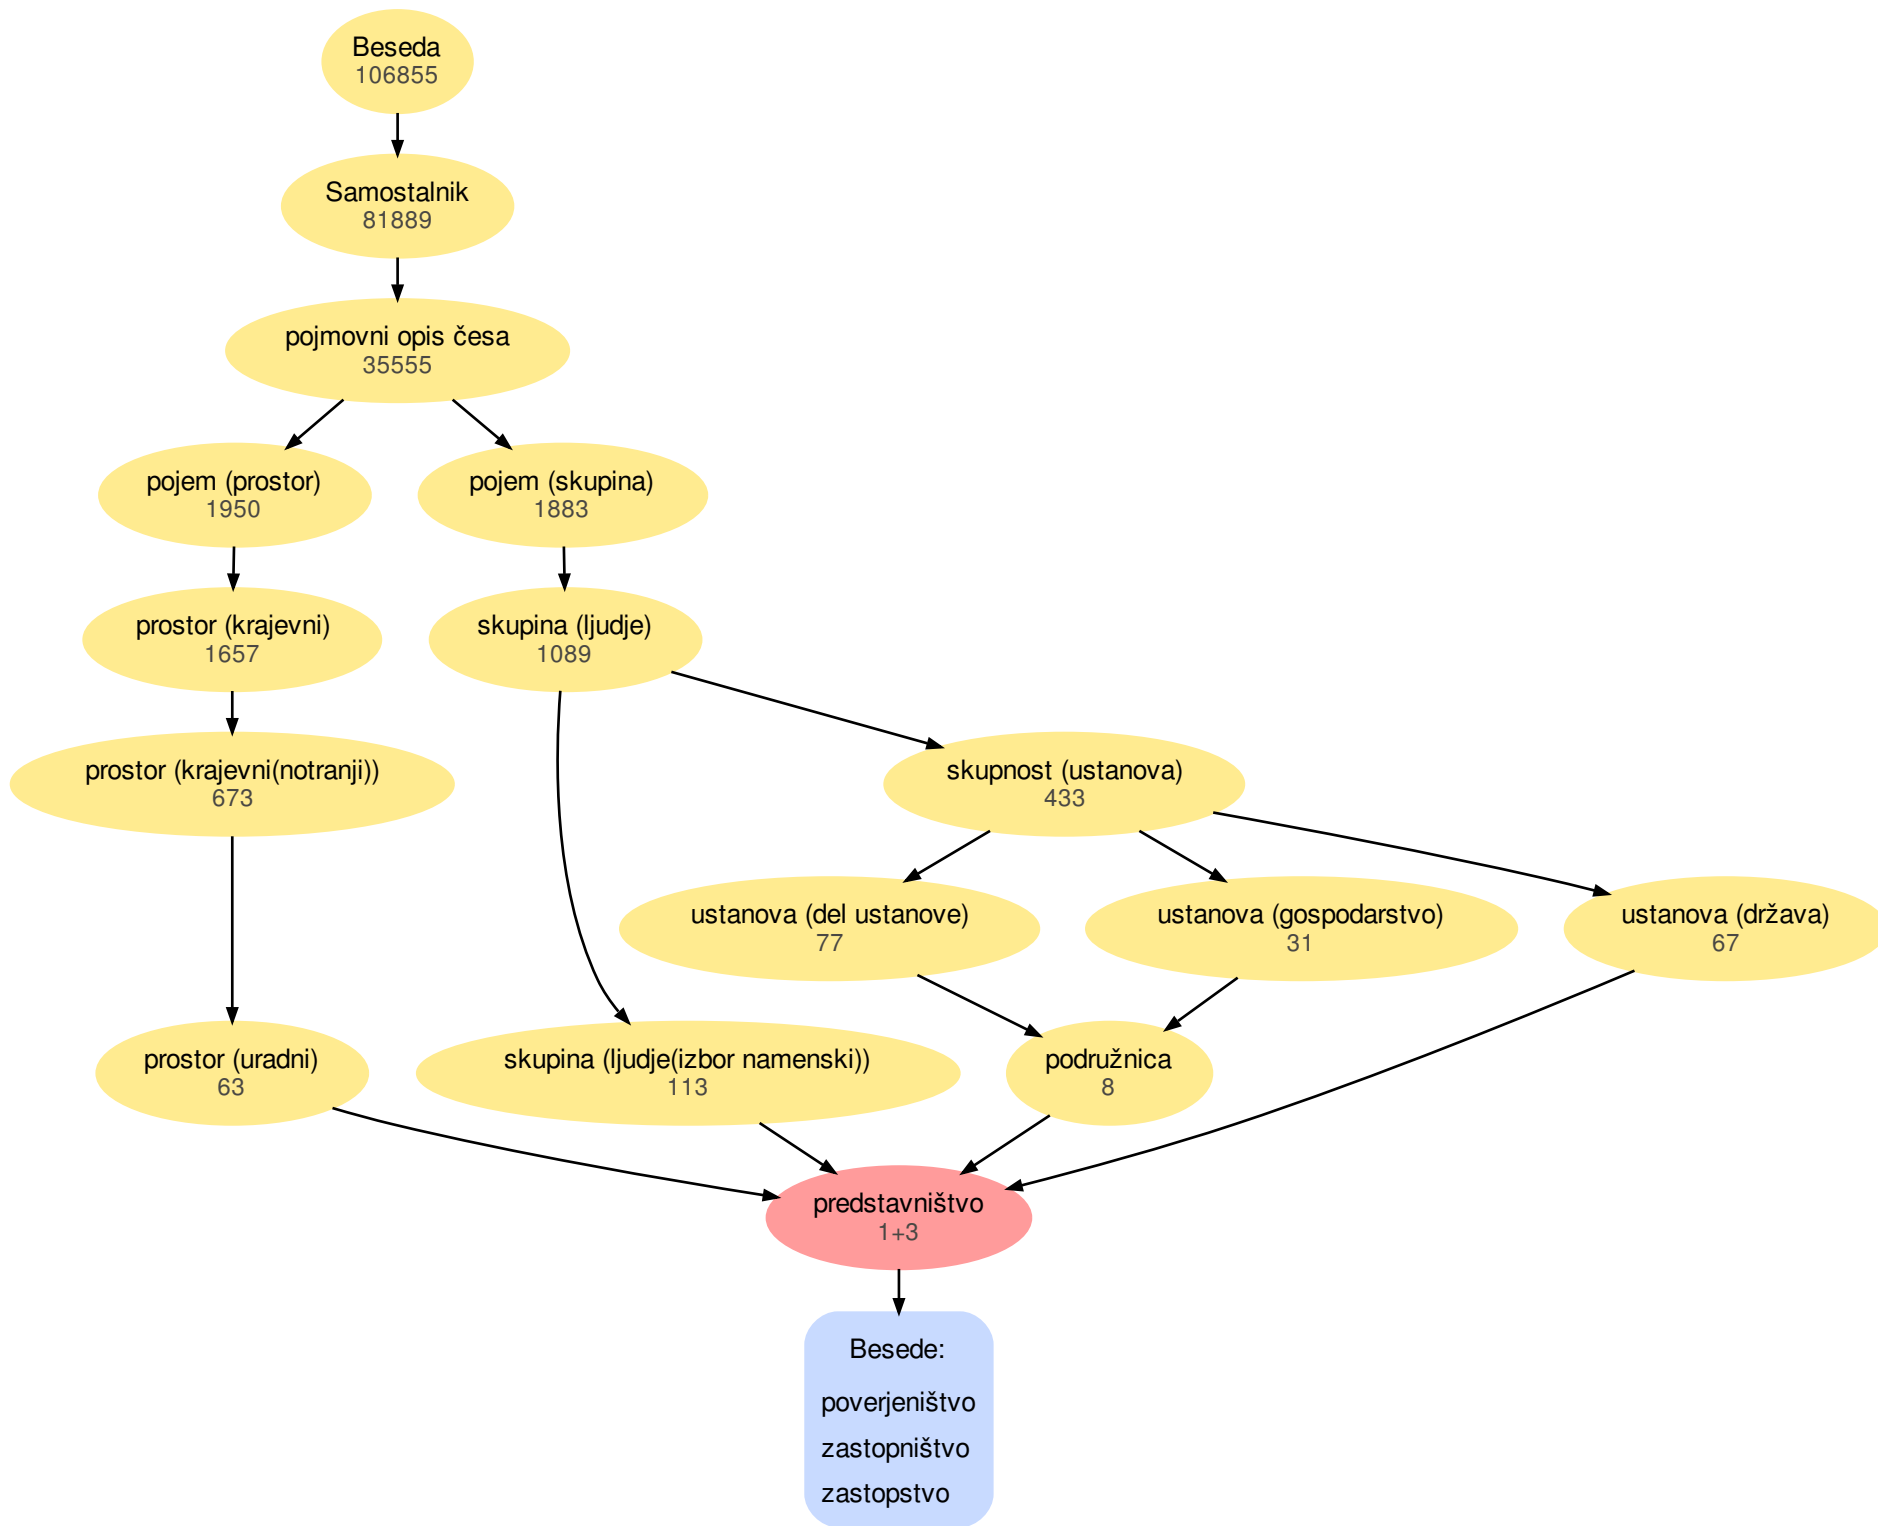 Beseda
106855
Samostalnik
81889
pojmovni opis česa
35555
pojem (prostor)
1950
pojem (skupina)
1883
prostor (krajevni)
1657
skupina (ljudje)
1089
prostor (krajevni(notranji))
673
skupnost (ustanova)
433
ustanova (del ustanove)
77
ustanova (gospodarstvo)
31
ustanova (država)
67
prostor (uradni)
63
skupina (ljudje(izbor namenski))
113
podružnica
8
predstavništvo
1+3
Besede:
poverjeništvo
zastopništvo
zastopstvo